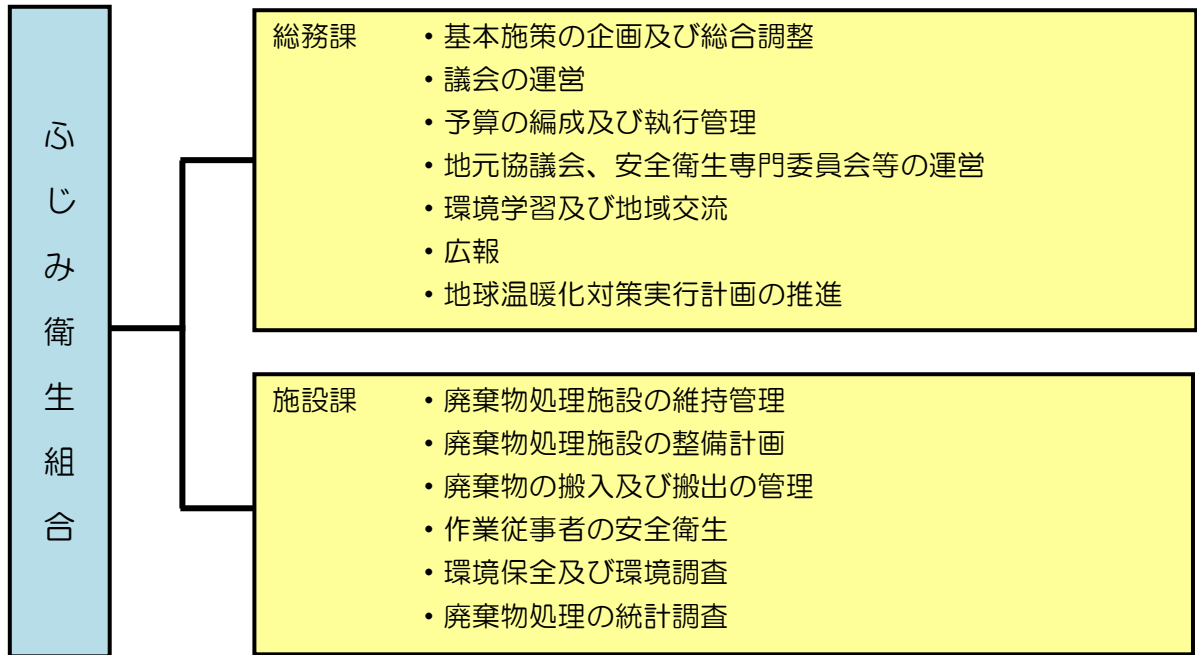 ふじみ衛生組合
総務課 ・基本施策の企画及び総合調整
・議会の運営
・予算の編成及び執行管理
・地元協議会、安全衛生専門委員会等の運営
・環境学習及び地域交流
・広報
・地球温暖化対策実行計画の推進
施設課 ・廃棄物処理施設の維持管理
・廃棄物処理施設の整備計画
・廃棄物の搬入及び搬出の管理
・作業従事者の安全衛生
・環境保全及び環境調査
・廃棄物処理の統計調査